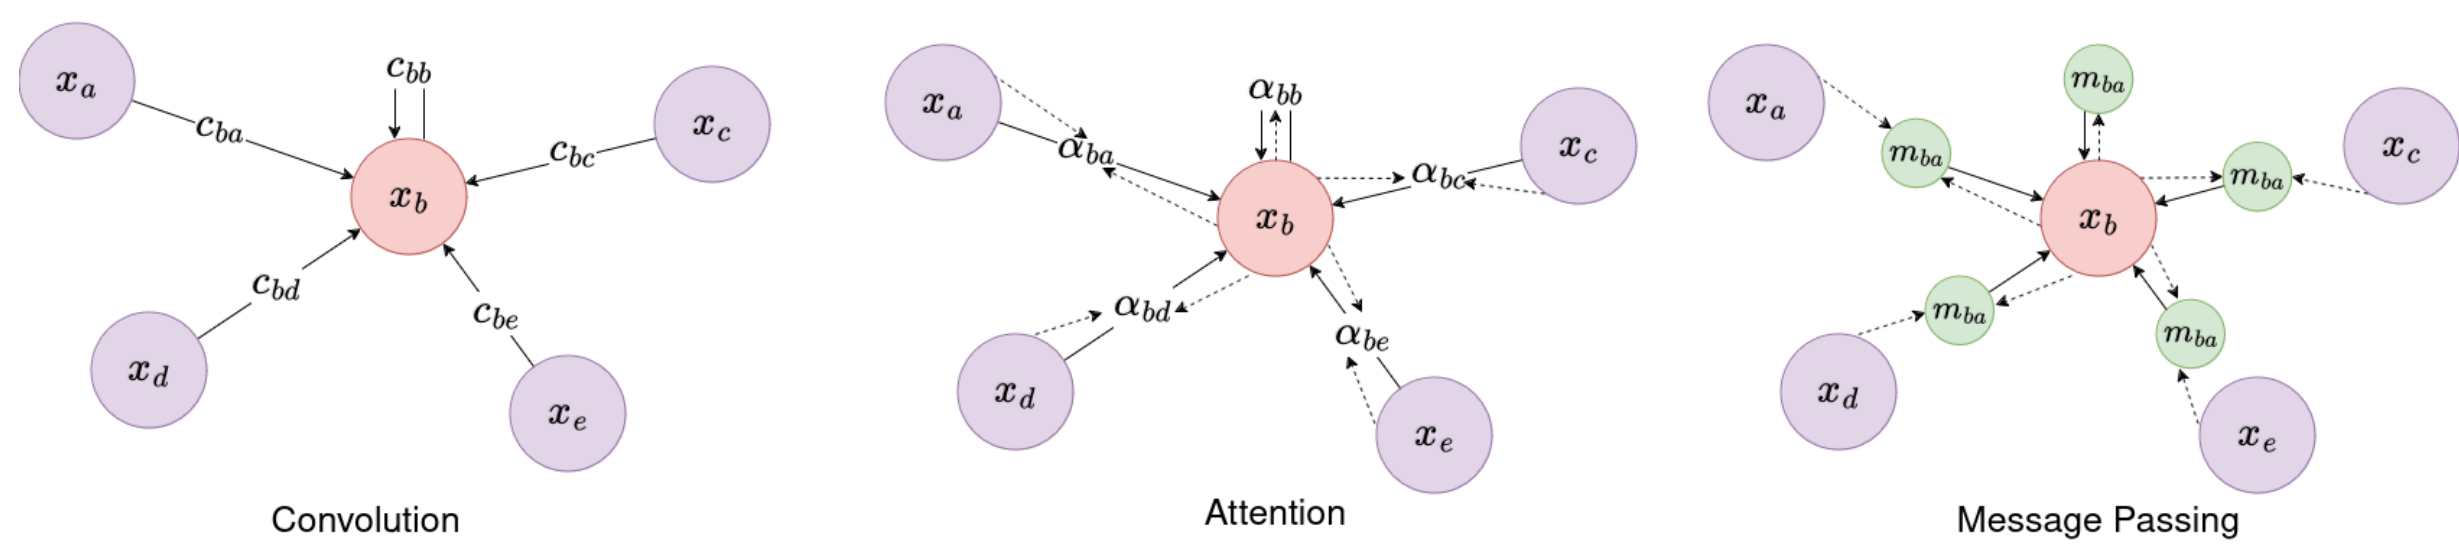 x_a
c_bb
x_c
c_ba
c_bc
x_b
c_bd
c_be
x_d
x_e
Convolution
x_a
α_bb
x_c
α_ba
α_bc
x_b
α_bd
α_be
x_d
x_e
Attention
x_a
m_ba
x_c
m_ba
m_ba
x_b
m_ba
m_ba
x_d
x_e
Message Passing